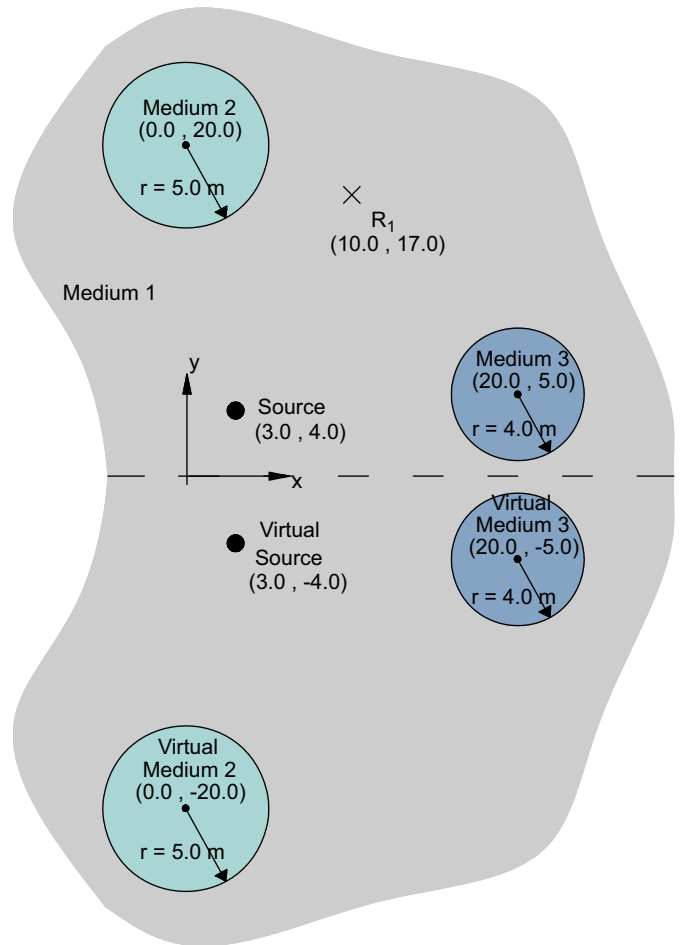 Medium 2
(0.0 , 20.0)
r = 5.0 m
R1
(10.0 , 17.0)
Medium 1
y
Medium 3
(20.0 , 5.0)
r = 4.0 m
Source
(3.0 , 4.0)
x
Virtual
Medium 3
(20.0 , -5.0)
r = 4.0 m
Virtual
Source
(3.0 , -4.0)
Virtual
Medium 2
(0.0 , -20.0)
r = 5.0 m